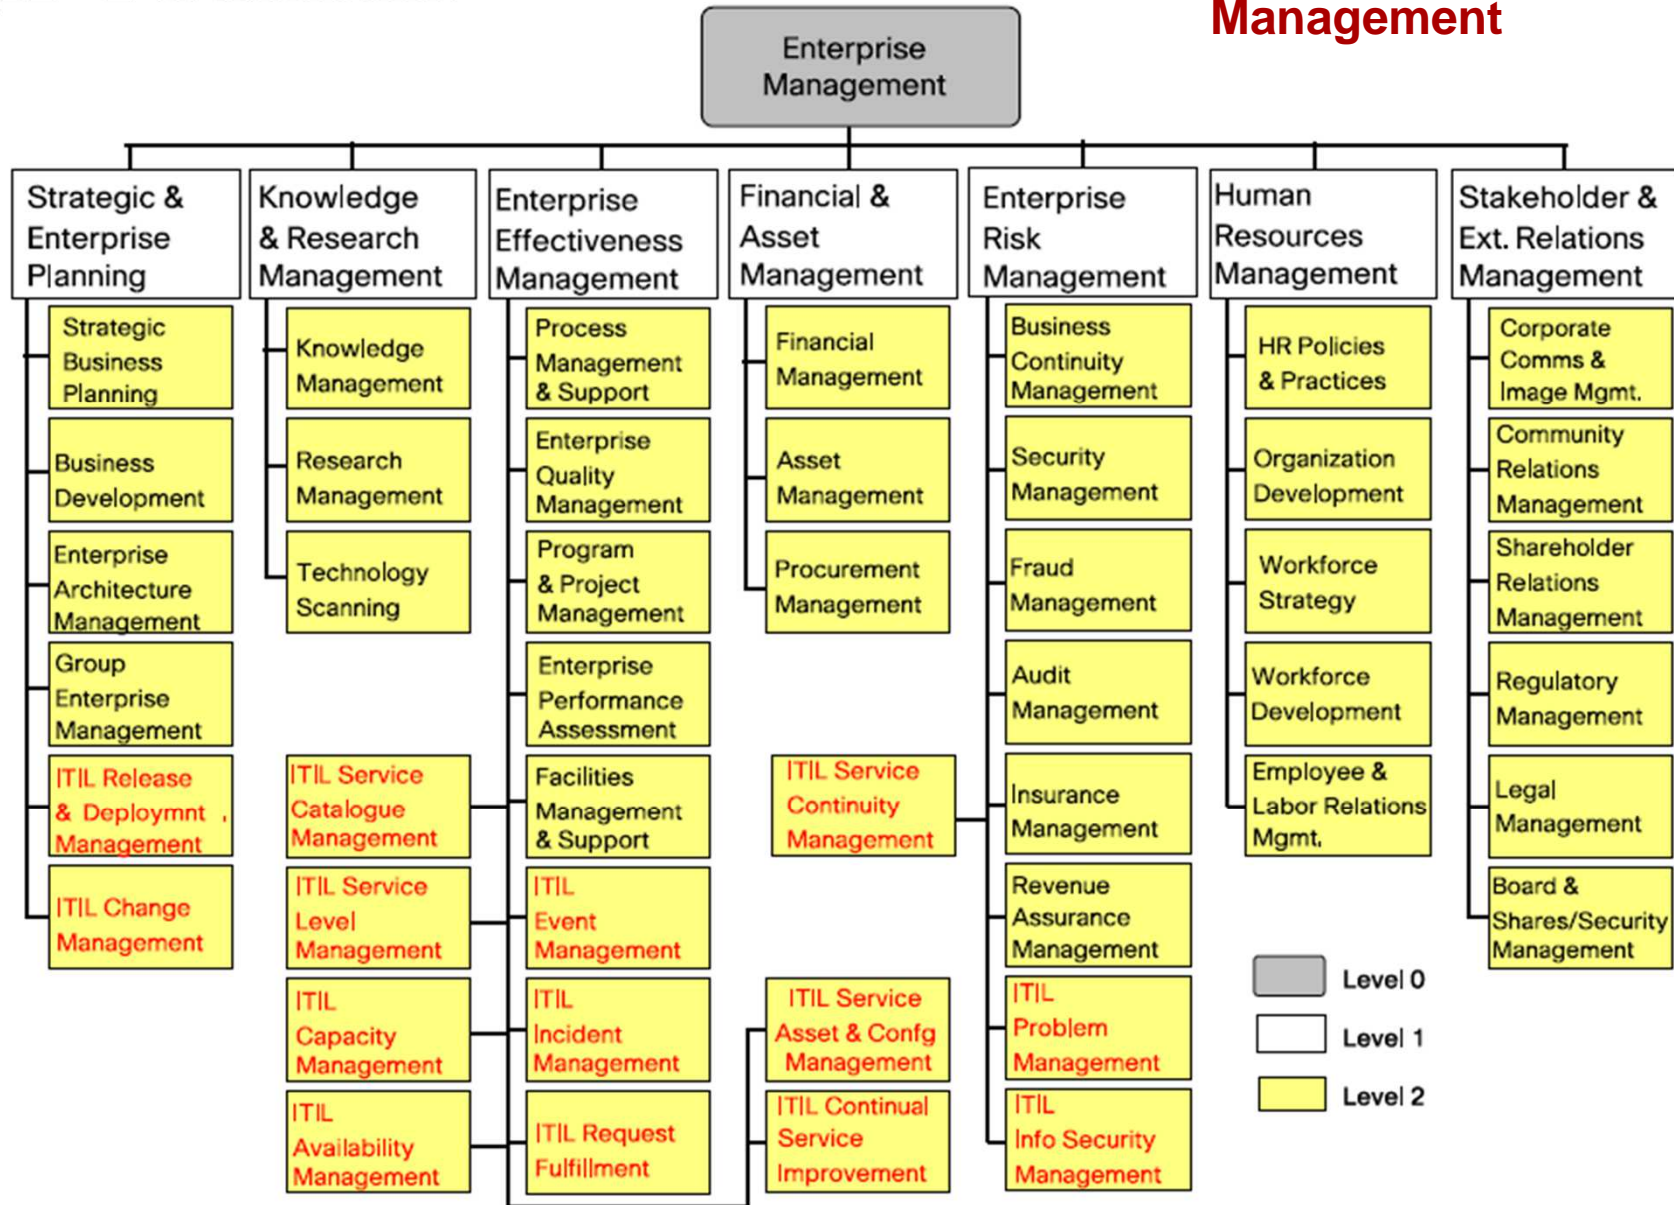 Management
Enterprise
Management
Strategic &
Enterprise
Planning
Knowledge
& Research
Management
Enterprise
Effectiveness
Management
Financial &
Asset
Management
Enterprise
Risk
Management
Human
Resources
Management
Stakeholder &
Ext. Relations
Management
Strategic
Business
Planning
Business
Development
Enterprise
Architecture
Management
Group
Enterprise
Management
ITIL Release
& Deploymnt .
Management
ITIL Change
Management
Knowledge
Management
Research
Management
Technology
Scanning
ITIL Service
Catalogue
Management
ITIL Service
Level
Management
ITIL
Capacity
Management
ITIL
Availability
Management
Process
Management
& Support
Enterprise
Quality
Management
Program
& Project
Management
Enterprise
Performance
Assessment
Facilities
Management
& Support
ITIL
Event
Management
ITIL
Incident
Management
ITIL Request
Fulfillment
Financial
Management
Asset
Management
Procurement
Management
ITIL Service
Continuity
Management
ITIL Service
Asset & Confg
Management
ITIL Continual
Service
Improvement
Business
Continuity
Management
Security
Management
Fraud
Management
Audit
Management
Insurance
Management
Revenue
Assurance
Management
ITIL
Problem
Management
ITIL
Info Security
Management
HR Policies
& Practices
Organization
Development
Workforce
Strategy
Workforce
Development
Employee &
Labor Relations
Mgmt.
Corporate
Comms &
Image Mgmt.
Community
Relations
Management
Shareholder
Relations
Management
Regulatory
Management
Legal
Management
Board &
Shares/Security
Management
Level 0
Level 1
Level 2